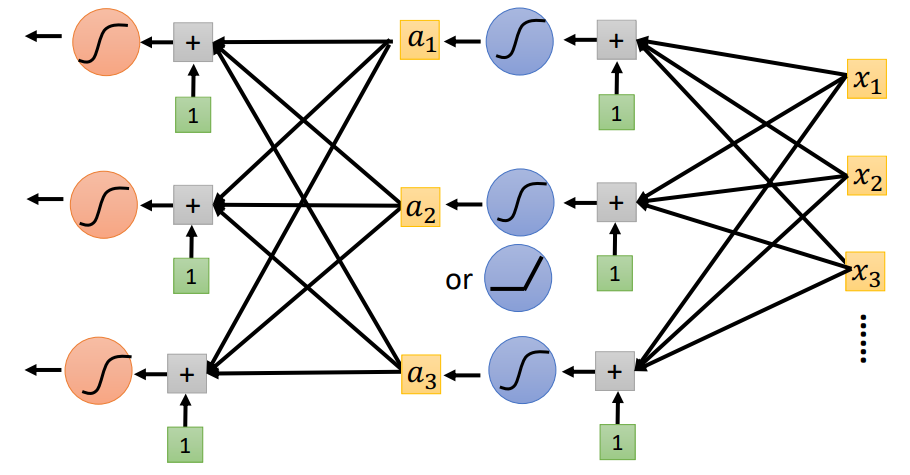 + a₁ + x₁
1 1
+ a₂ + x₂
1 or 1 x₃
+ a₃ +
1 1